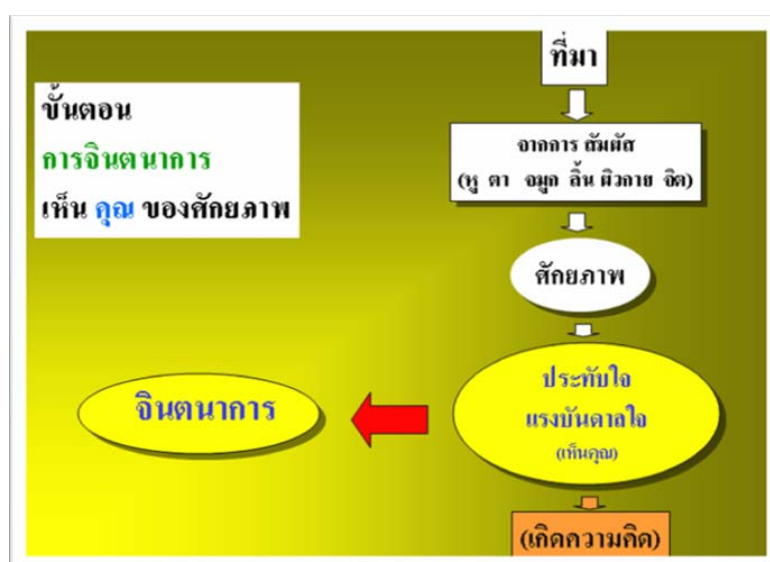 ขั้นตอน
การจินตนาการ
เห็น คุณ ของศักยภาพ
ที่มา
จากการ สัมผัส
(หู ตา จมูก ลิ้น ผิวกาย จิต)
ศักยภาพ
ประทับใจ
แรงบันดาลใจ
(เห็นคุณ)
จินตนาการ
(เกิดความคิด)